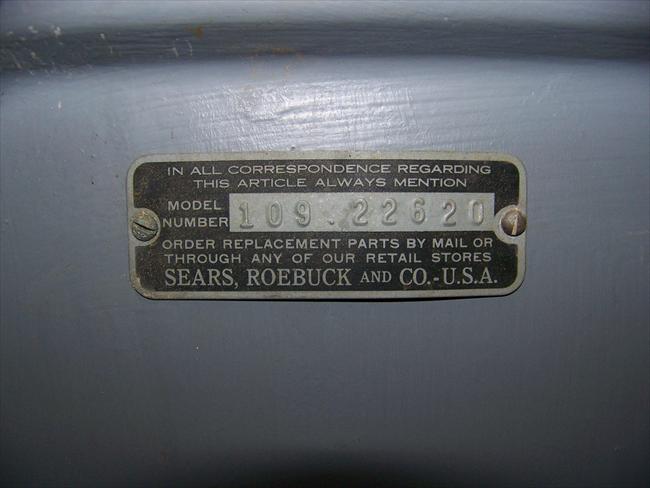 IN ALL CORRESPONDENCE REGARDING
THIS ARTICLE ALWAYS MENTION
MODEL NUMBER 109.22620
ORDER REPLACEMENT PARTS BY MAIL OR
THROUGH ANY OF OUR RETAIL STORES
SEARS, ROEBUCK AND CO.-U.S.A.